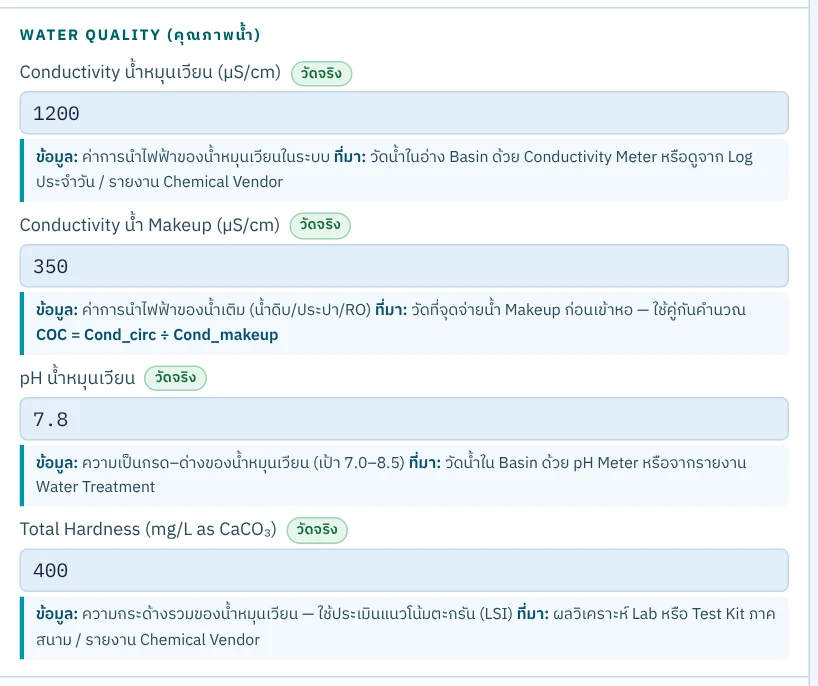 WATER QUALITY (คุณภาพน้ำ)
Conductivity น้ำหมุนเวียน (µS/cm) วัดจริง
1200
ข้อมูล: ค่าการนำไฟฟ้าของน้ำหมุนเวียนในระบบ ที่มา: วัดน้ำในอ่าง Basin ด้วย Conductivity Meter หรือดูจาก Log
ประจำวัน / รายงาน Chemical Vendor
Conductivity น้ำ Makeup (µS/cm) วัดจริง
350
ข้อมูล: ค่าการนำไฟฟ้าของน้ำเติม (น้ำดิบ/ประปา/RO) ที่มา: วัดที่จุดจ่ายน้ำ Makeup ก่อนเข้าหอ — ใช้คู่กันคำนวณ
COC = Cond_circ ÷ Cond_makeup
pH น้ำหมุนเวียน วัดจริง
7.8
ข้อมูล: ความเป็นกรด–ด่างของน้ำหมุนเวียน (เป้า 7.0–8.5) ที่มา: วัดน้ำใน Basin ด้วย pH Meter หรือจากรายงาน
Water Treatment
Total Hardness (mg/L as CaCO₃) วัดจริง
400
ข้อมูล: ความกระด้างรวมของน้ำหมุนเวียน — ใช้ประเมินแนวโน้มตะกรัน (LSI) ที่มา: ผลวิเคราะห์ Lab หรือ Test Kit ภาค
สนาม / รายงาน Chemical Vendor